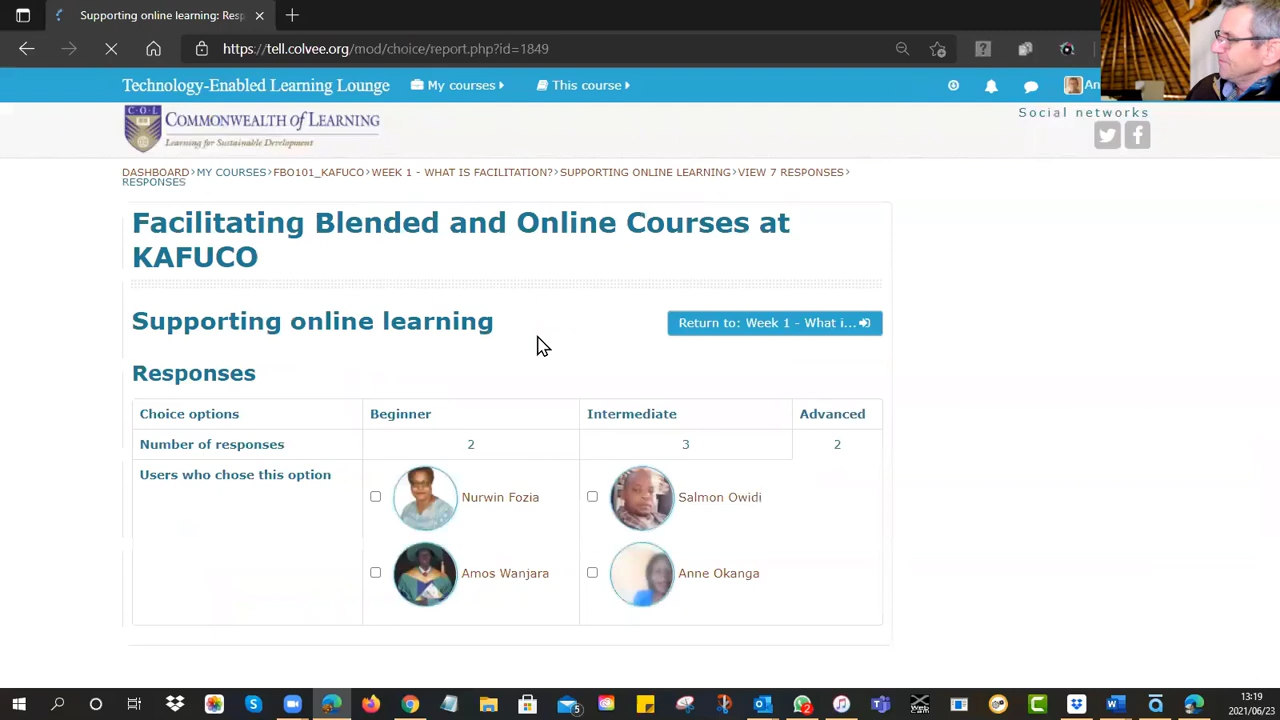 Supporting online learning: Resp
https://tell.colvee.org/mod/choice/report.php?id=1849
Technology-Enabled Learning Lounge
My courses
This course
An
Social networks
C·O·L
COMMONWEALTH of LEARNING
Learning for Sustainable Development
DASHBOARD › MY COURSES › FBO101_KAFUCO › WEEK 1 - WHAT IS FACILITATION? › SUPPORTING ONLINE LEARNING › VIEW 7 RESPONSES ›
RESPONSES
Facilitating Blended and Online Courses at
KAFUCO
Supporting online learning
Return to: Week 1 - What i...
Responses
Choice options Beginner Intermediate Advanced
Number of responses 2 3 2
Users who chose this option
Nurwin Fozia
Salmon Owidi
Amos Wanjara
Anne Okanga
5
2
13:19
2021/06/23